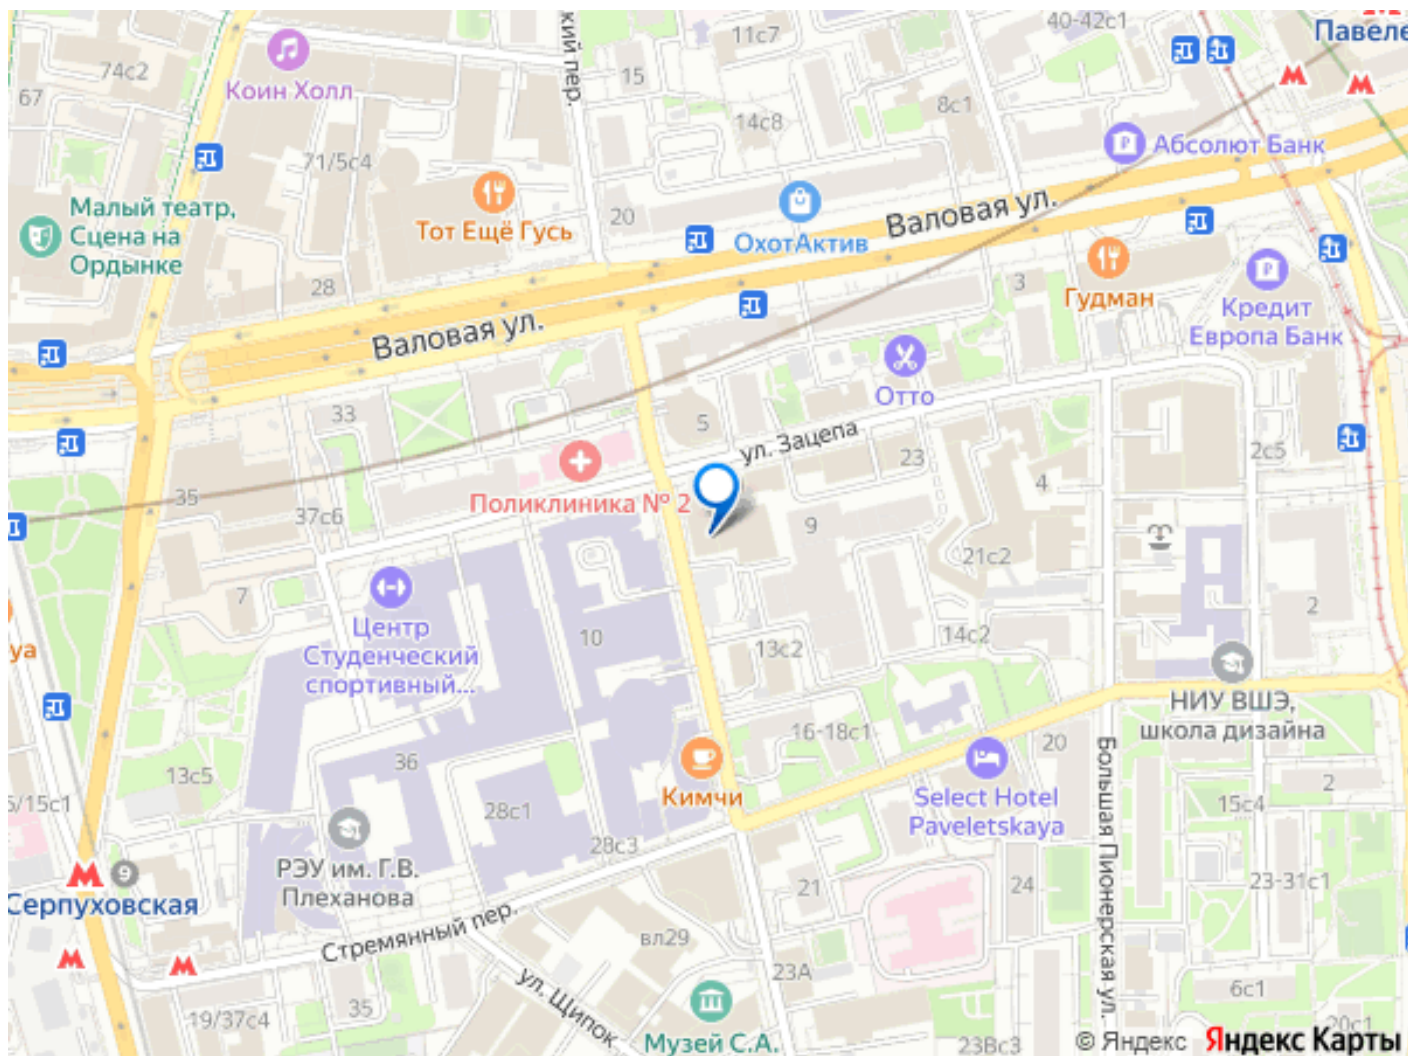 40-42с1
Павеле
11с7
кий пер.
74с2
15
67
Коин Холл
8с1
14с8
Абсолют Банк
71/5с4
Малый театр,
Сцена на
Ордынке
Тот Ещё Гусь
20
ОхотАктив
Валовая ул.
28
3
Гудман
Кредит
Европа Банк
Валовая ул.
Отто
33
5
ул. Зацепа
23
2с5
4
35
Поликлиника № 2
37с6
9
21с2
7
2
Центр
Студенческий
спортивный...
10
13с2
14с2
уа
НИУ ВШЭ,
школа дизайна
16-18с1
20
36
13с5
Кимчи
Select Hotel
Paveletskaya
Большая Пионерская ул.
2
15с4
5/15с1
28с1
28с3
РЭУ им. Г.В.
Плеханова
9
Серпуховская
21
24
23-31с1
Стремянный пер.
вл29
23А
ул. Щипок
35
19/37с4
6с1
20с1
Музей С.А.
23Вс3
© Яндекс
Яндекс Карты